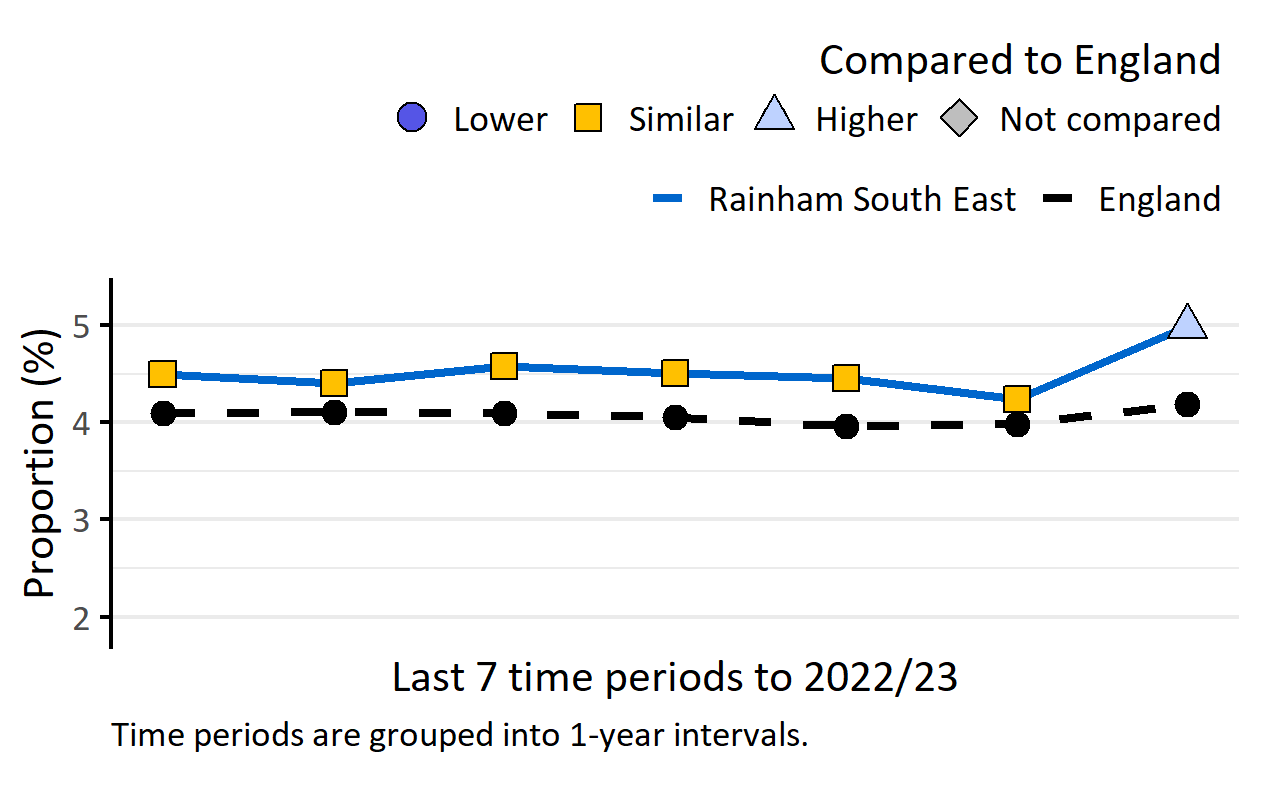 Compared to England
Lower Similar Higher Not compared
Rainham South East England
Proportion (%)
5
4
3
2
Last 7 time periods to 2022/23
Time periods are grouped into 1-year intervals.